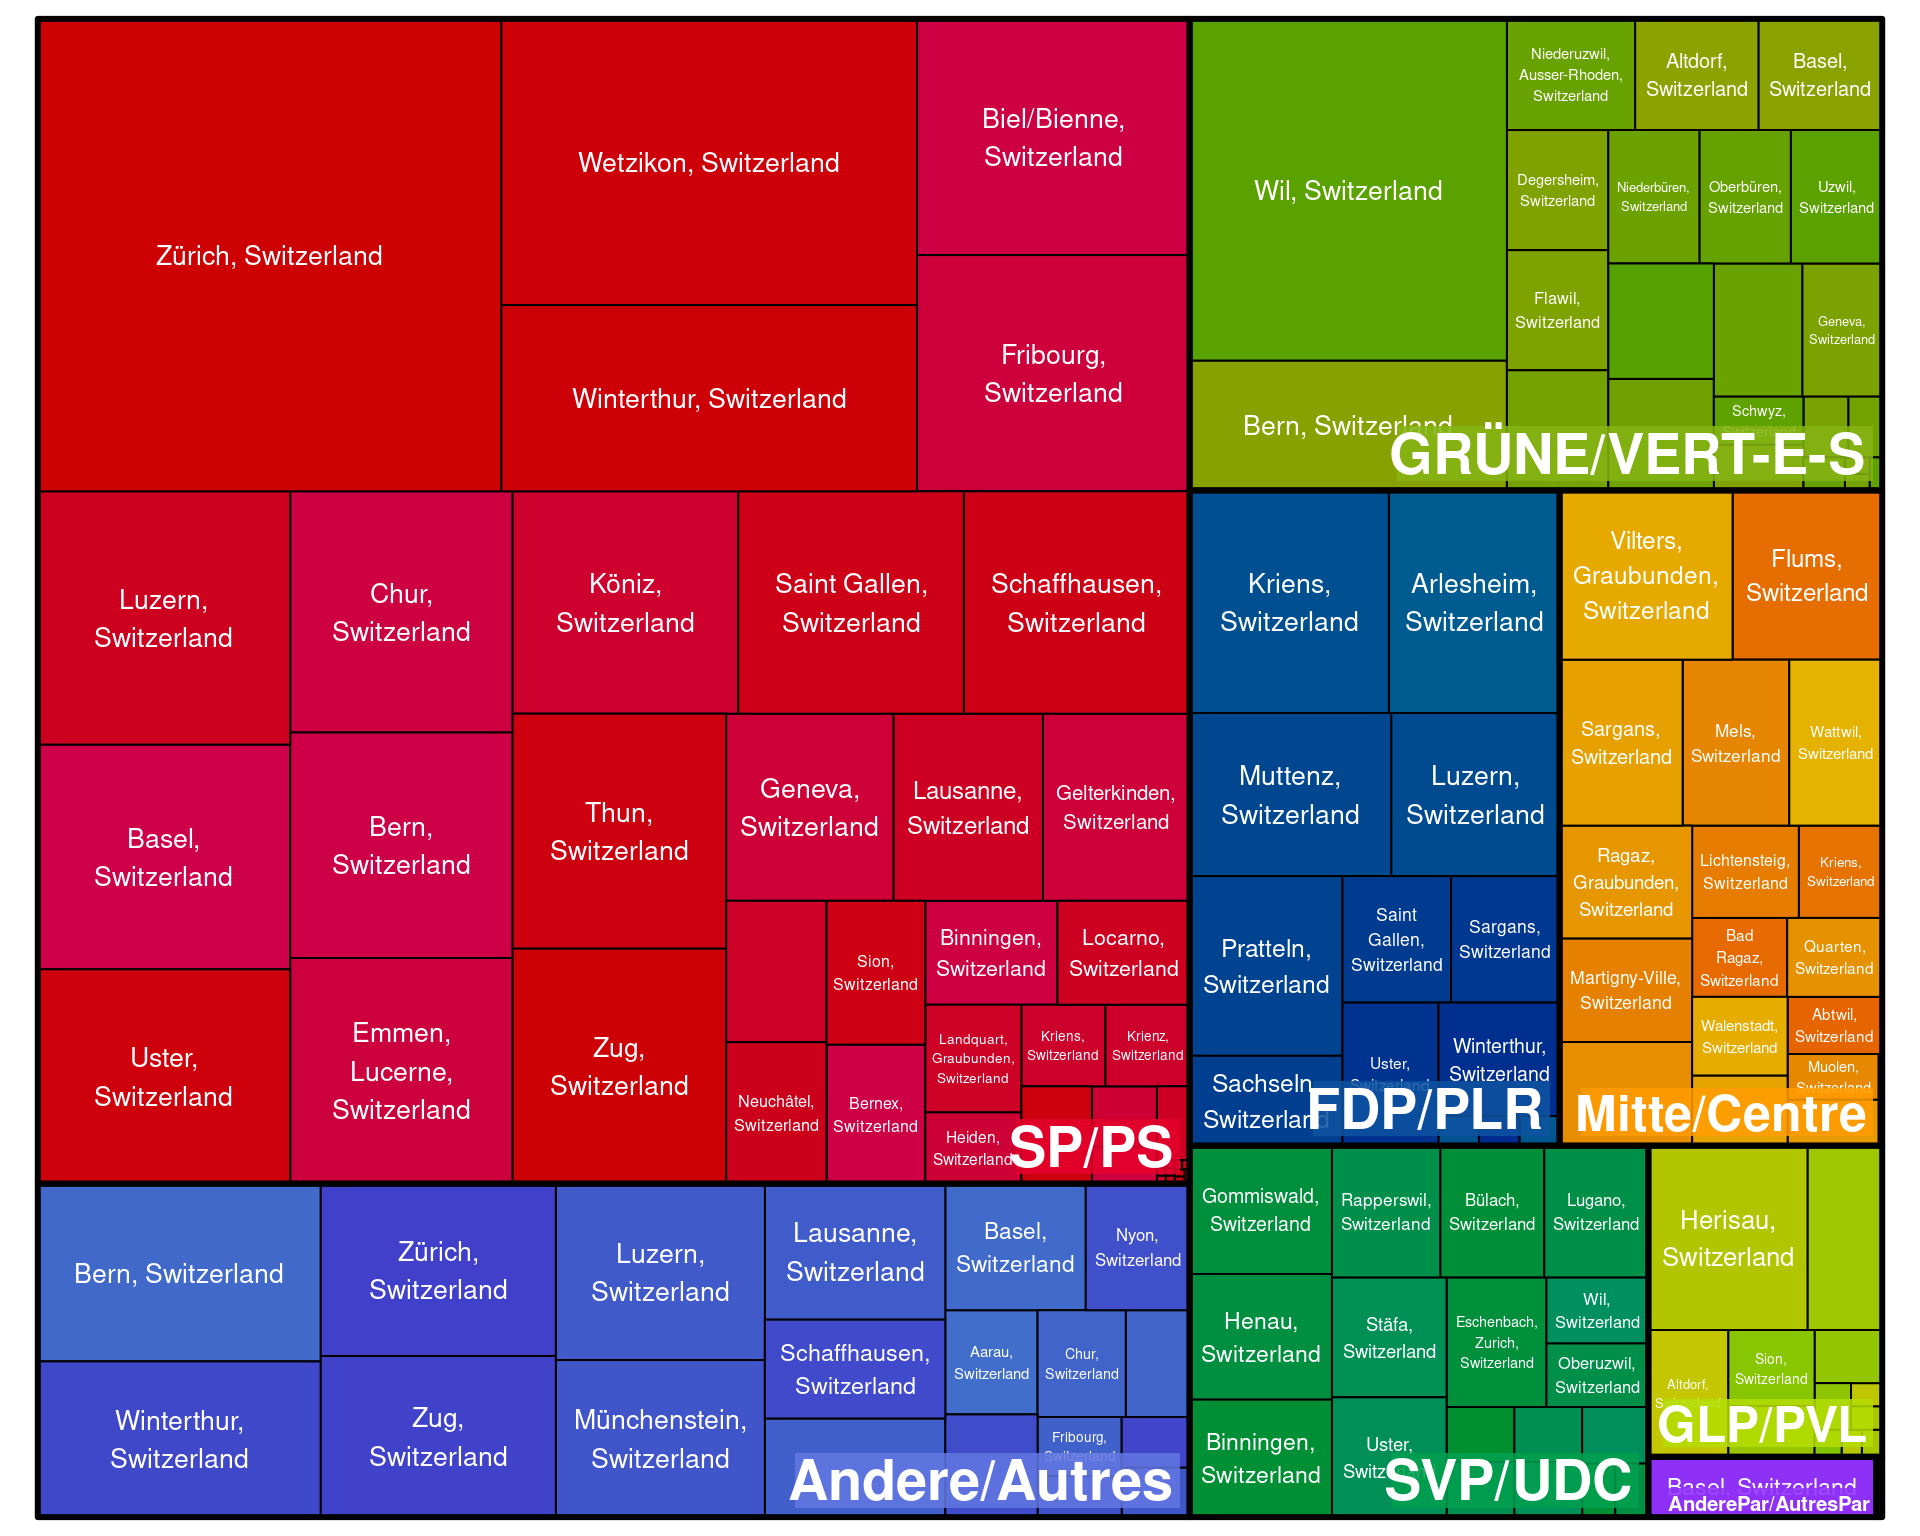 Zürich, Switzerland
Wetzikon, Switzerland
Winterthur, Switzerland
Biel/Bienne,
Switzerland
Fribourg,
Switzerland
Luzern,
Switzerland
Chur,
Switzerland
Köniz,
Switzerland
Saint Gallen,
Switzerland
Schaffhausen,
Switzerland
Basel,
Switzerland
Bern,
Switzerland
Thun,
Switzerland
Geneva,
Switzerland
Lausanne,
Switzerland
Gelterkinden,
Switzerland
Uster,
Switzerland
Emmen,
Lucerne,
Switzerland
Zug,
Switzerland
Sion,
Switzerland
Binningen,
Switzerland
Locarno,
Switzerland
Neuchâtel,
Switzerland
Bernex,
Switzerland
Landquart,
Graubunden,
Switzerland
Kriens,
Switzerland
Krienz,
Switzerland
Heiden,
Switzerland
SP/PS
Bern, Switzerland
Zürich,
Switzerland
Luzern,
Switzerland
Lausanne,
Switzerland
Basel,
Switzerland
Nyon,
Switzerland
Winterthur,
Switzerland
Zug,
Switzerland
Münchenstein,
Switzerland
Schaffhausen,
Switzerland
Aarau,
Switzerland
Chur,
Switzerland
Fribourg,
Switzerland
Andere/Autres
Wil, Switzerland
Bern, Switzerland
Niederuzwil,
Ausser-Rhoden,
Switzerland
Altdorf,
Switzerland
Basel,
Switzerland
Degersheim,
Switzerland
Niederbüren,
Switzerland
Oberbüren,
Switzerland
Uzwil,
Switzerland
Flawil,
Switzerland
Geneva,
Switzerland
Schwyz,
Switzerland
GRÜNE/VERT-E-S
Kriens,
Switzerland
Arlesheim,
Switzerland
Muttenz,
Switzerland
Luzern,
Switzerland
Pratteln,
Switzerland
Saint
Gallen,
Switzerland
Sargans,
Switzerland
Sachseln,
Switzerland
Uster,
Switzerland
Winterthur,
Switzerland
FDP/PLR
Vilters,
Graubunden,
Switzerland
Flums,
Switzerland
Sargans,
Switzerland
Mels,
Switzerland
Wattwil,
Switzerland
Ragaz,
Graubunden,
Switzerland
Lichtensteig,
Switzerland
Kriens,
Switzerland
Martigny-Ville,
Switzerland
Bad
Ragaz,
Switzerland
Quarten,
Switzerland
Walenstadt,
Switzerland
Abtwil,
Switzerland
Muolen,
Switzerland
Mitte/Centre
Gommiswald,
Switzerland
Rapperswil,
Switzerland
Bülach,
Switzerland
Lugano,
Switzerland
Henau,
Switzerland
Stäfa,
Switzerland
Eschenbach,
Zurich,
Switzerland
Wil,
Switzerland
Oberuzwil,
Switzerland
Binningen,
Switzerland
Uster,
Switzerland
SVP/UDC
Herisau,
Switzerland
Altdorf,
Switzerland
Sion,
Switzerland
GLP/PVL
Basel, Switzerland
AnderePar/AutresPar